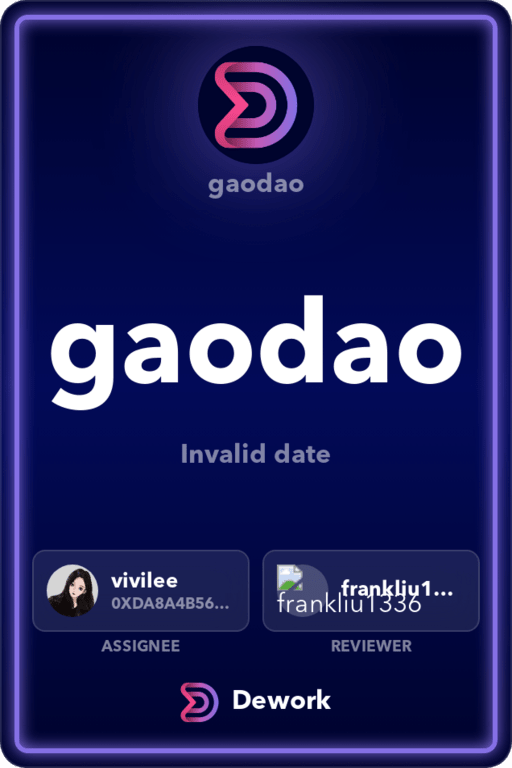 gaodao
gaodao
Invalid date
vivilee
0XDA8A4B56...
frankliu1...
frankliu1336
ASSIGNEE
REVIEWER
Dework